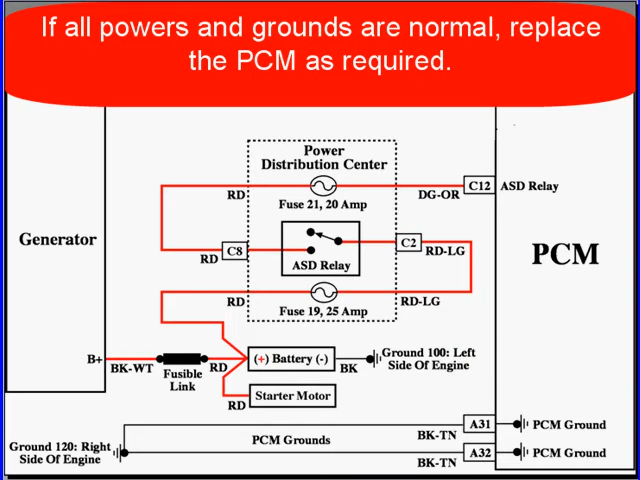 If all powers and grounds are normal, replace
the PCM as required.
Power
Distribution Center
RD
DG-OR
C12
ASD Relay
Fuse 21, 20 Amp
Generator
C8
C2
PCM
RD
RD-LG
ASD Relay
RD
RD-LG
Fuse 19, 25 Amp
B+
(+) Battery (-)
Ground 100: Left
Side Of Engine
BK-WT
RD
BK
Fusible
Link
Starter Motor
RD
A31
PCM Ground
BK-TN
PCM Grounds
Ground 120: Right
Side Of Engine
A32
PCM Ground
BK-TN